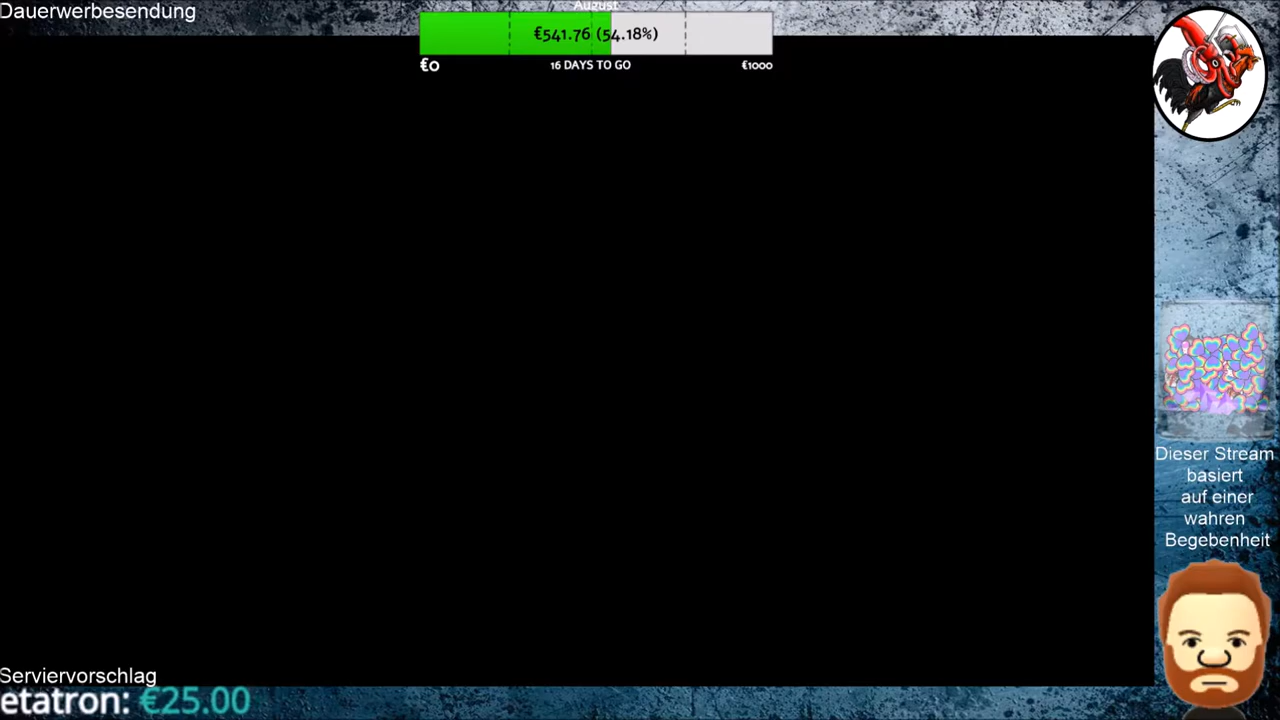 Dauerwerbesendung
August
€541.76 (54.18%)
€0
16 DAYS TO GO
€1000
Dieser Stream
basiert
auf einer
wahren
Begebenheit
Serviervorschlag
etatron: €25.00